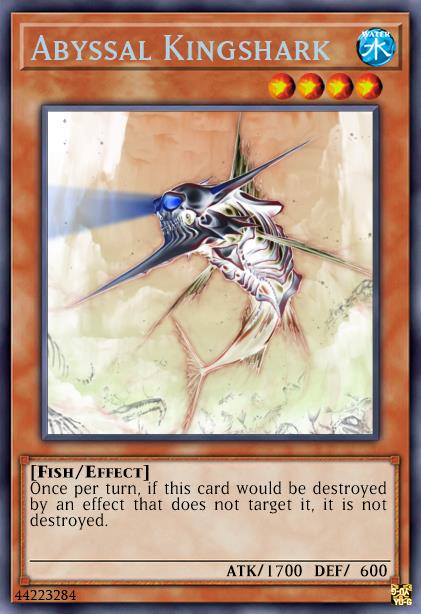 Abyssal Kingshark
WATER
水
[Fish/Effect]
Once per turn, if this card would be destroyed
by an effect that does not target it, it is not
destroyed.
ATK/1700 DEF/ 600
44223284